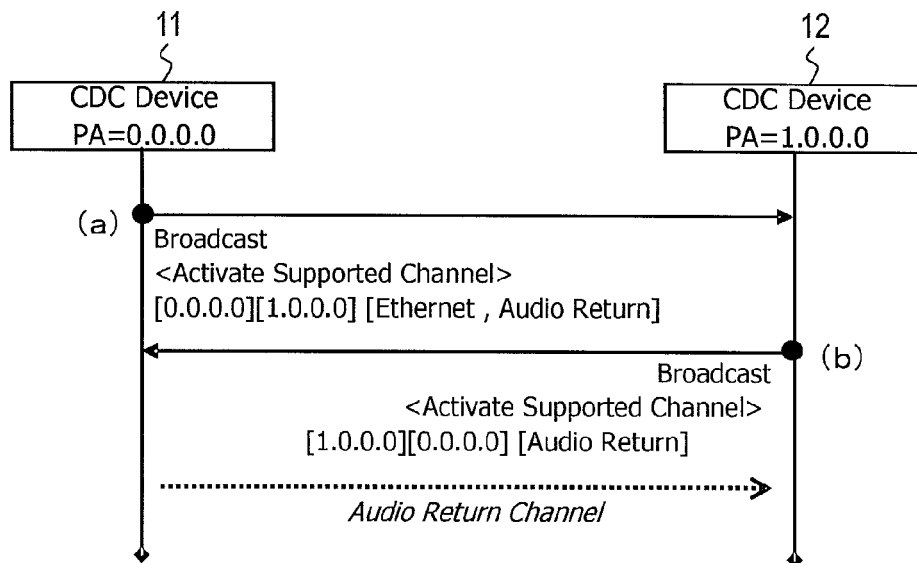 11
12
CDC Device
PA=0.0.0.0
CDC Device
PA=1.0.0.0
(a)
Broadcast
<Activate Supported Channel>
[0.0.0.0][1.0.0.0] [Ethernet , Audio Return]
(b)
Broadcast
<Activate Supported Channel>
[1.0.0.0][0.0.0.0] [Audio Return]
Audio Return Channel